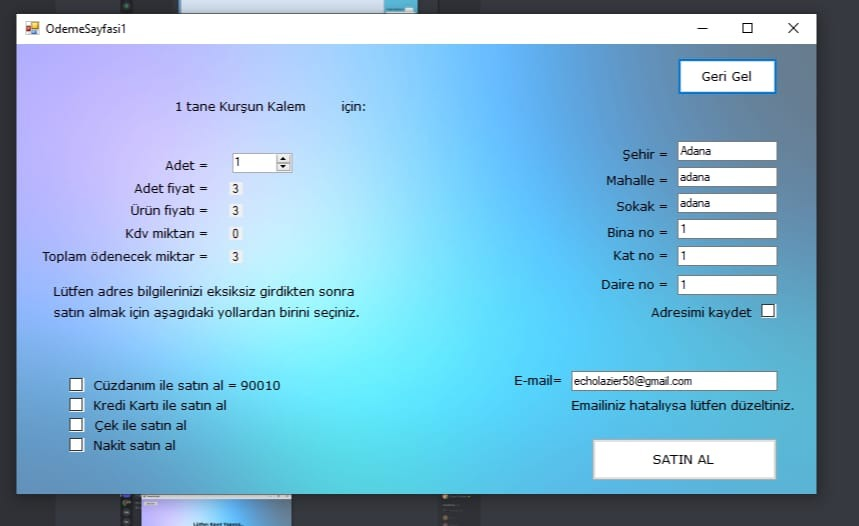 OdemeSayfasi1
Geri Gel
1 tane Kurşun Kalem için:
Adet = 1
Adet fiyat = 3
Ürün fiyatı = 3
Kdv miktarı = 0
Toplam ödenecek miktar = 3
Lütfen adres bilgilerinizi eksiksiz girdikten sonra
satın almak için aşagıdaki yollardan birini seçiniz.
Şehir = Adana
Mahalle = adana
Sokak = adana
Bina no = 1
Kat no = 1
Daire no = 1
Adresimi kaydet
Cüzdanım ile satın al = 90010
Kredi Kartı ile satın al
Çek ile satın al
Nakit satın al
E-mail= echolazier58@gmail.com
Emailiniz hatalıysa lütfen düzeltiniz.
SATIN AL